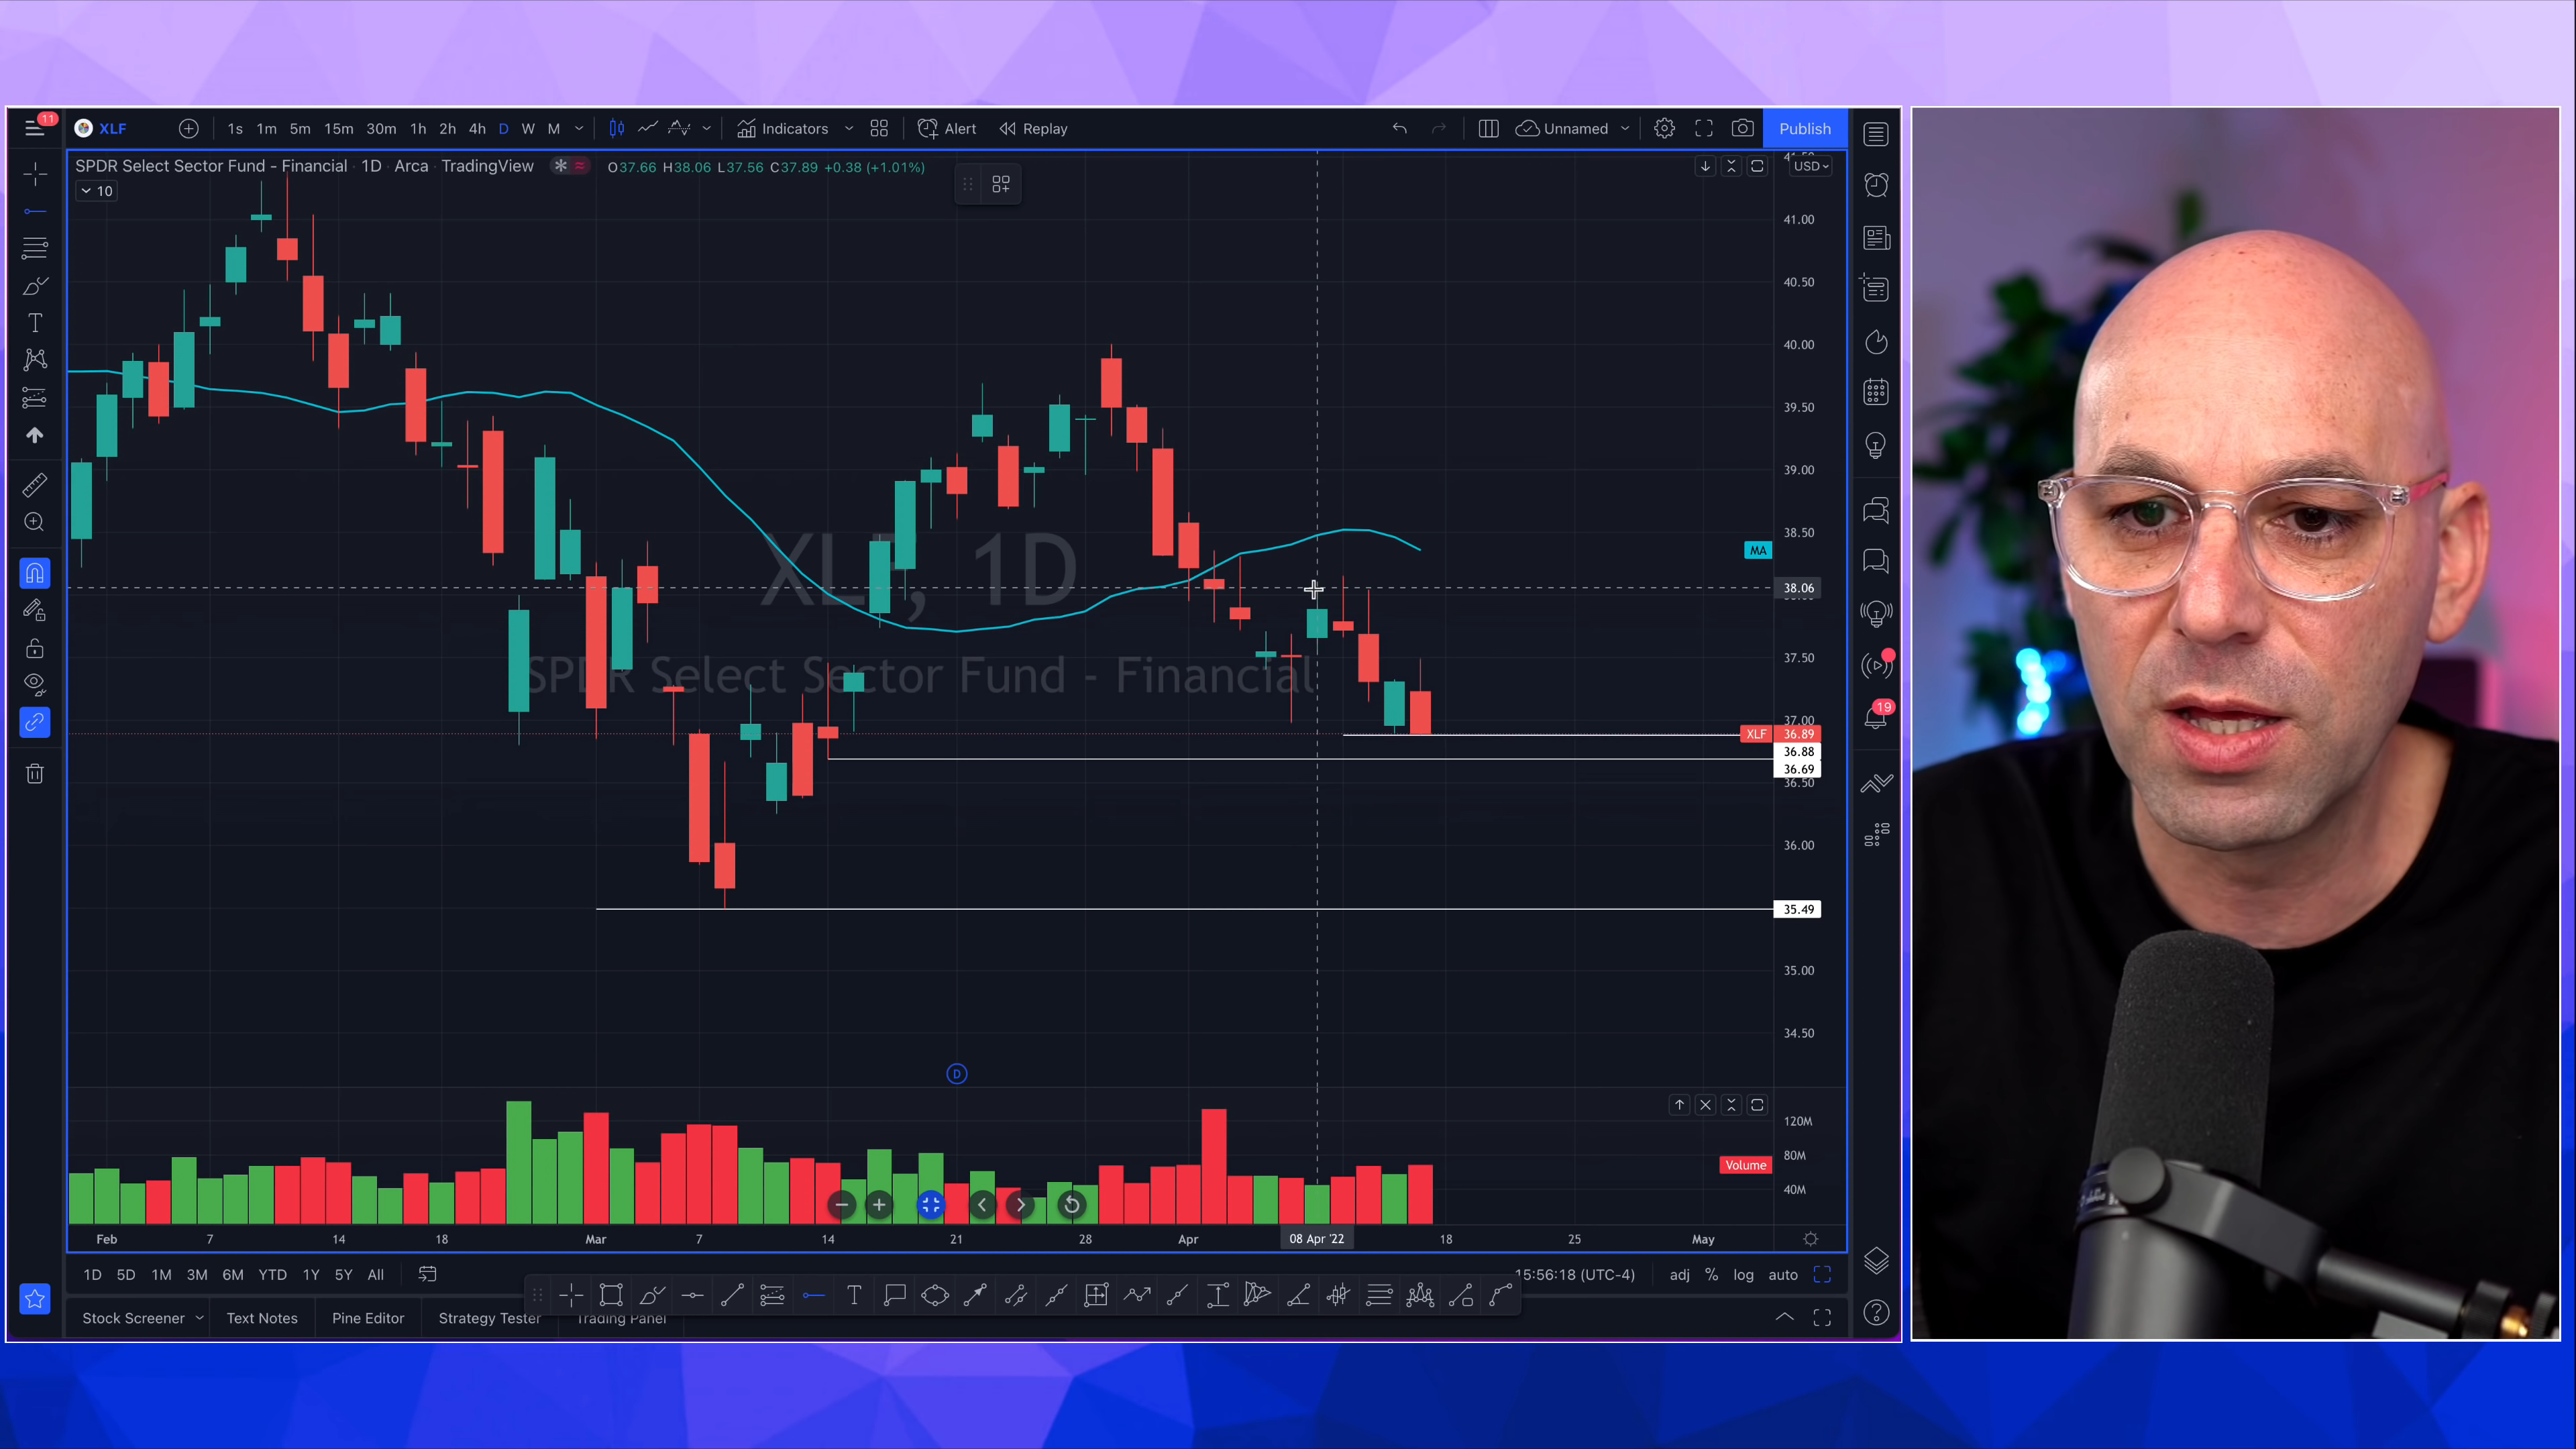 11 XLF 1s 1m 5m 15m 30m 1h 2h 4h D W M Indicators Alert Replay Unnamed Publish
SPDR Select Sector Fund - Financial · 1D · Arca · TradingView O37.66 H38.06 L37.56 C37.89 +0.38 (+1.01%) USD
10
41.00
40.50
40.00
39.50
39.00
38.50
MA
XLF, 1D
38.06
37.50
SPDR Select Sector Fund - Financial
37.00
XLF 36.89
36.88
36.69
36.50
36.00
35.49
35.00
34.50
D
120M
80M
Volume
40M
Feb 7 14 18 Mar 7 14 21 28 Apr 08 Apr '22 18 25 May
1D 5D 1M 3M 6M YTD 1Y 5Y All 15:56:18 (UTC-4) adj % log auto
Stock Screener Text Notes Pine Editor Strategy Tester Trading Panel
19